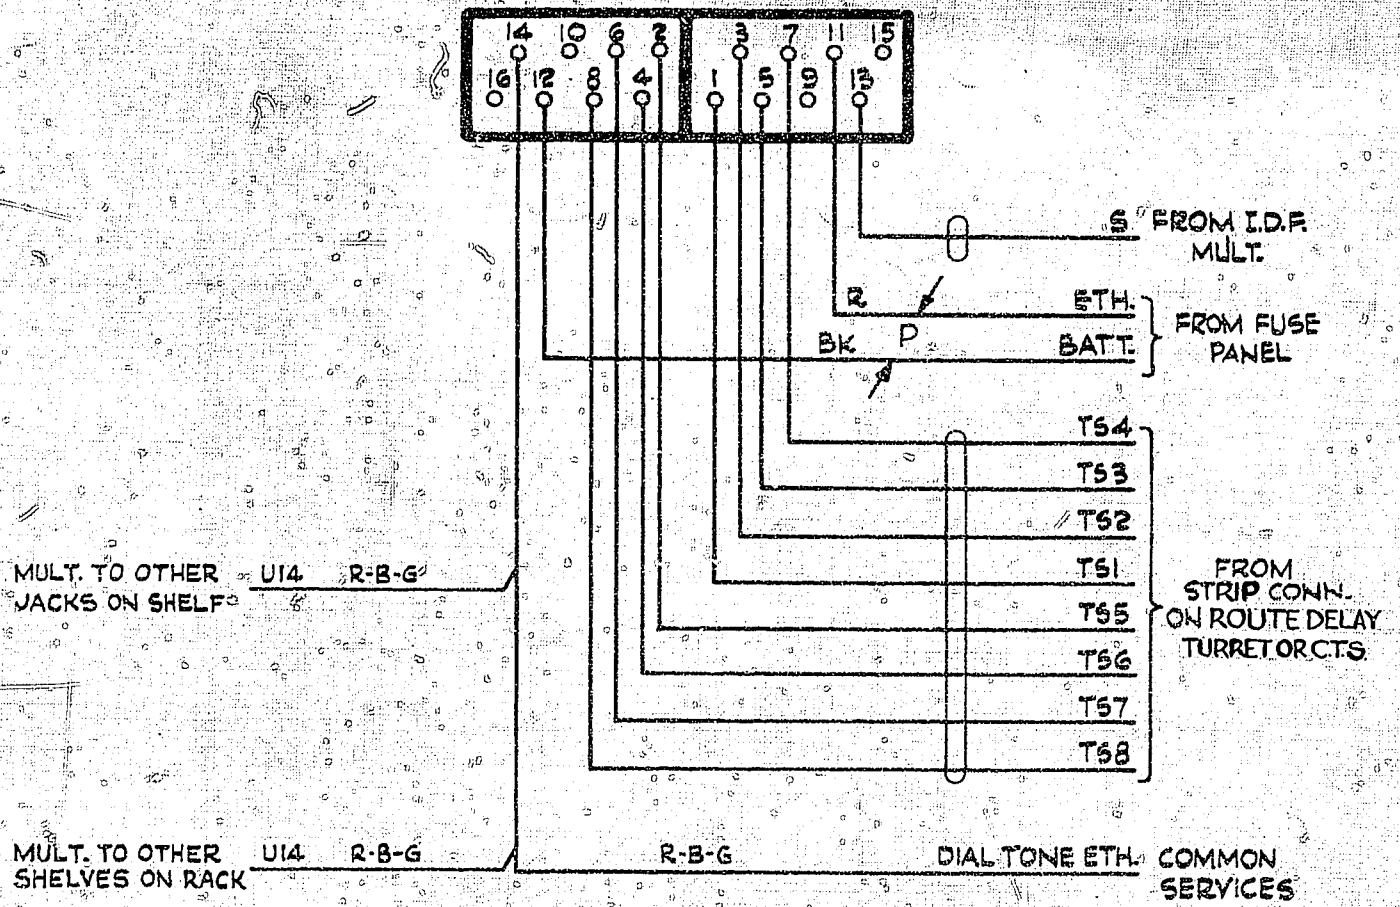 14 10 6 2 3 7 11 15
16 12 8 4 1 5 9 13
S FROM I.D.F.
MULT.
R ETH.
BK P BATT.
FROM FUSE
PANEL
TS4
TS3
TS2
TS1
TS5
TS6
TS7
TS8
FROM
STRIP CONN.
ON ROUTE DELAY
TURRET OR C.T.S.
MULT. TO OTHER U14 R-B-G
JACKS ON SHELF
MULT. TO OTHER U14 R-B-G
SHELVES ON RACK
R-B-G DIAL TONE ETH. COMMON
SERVICES